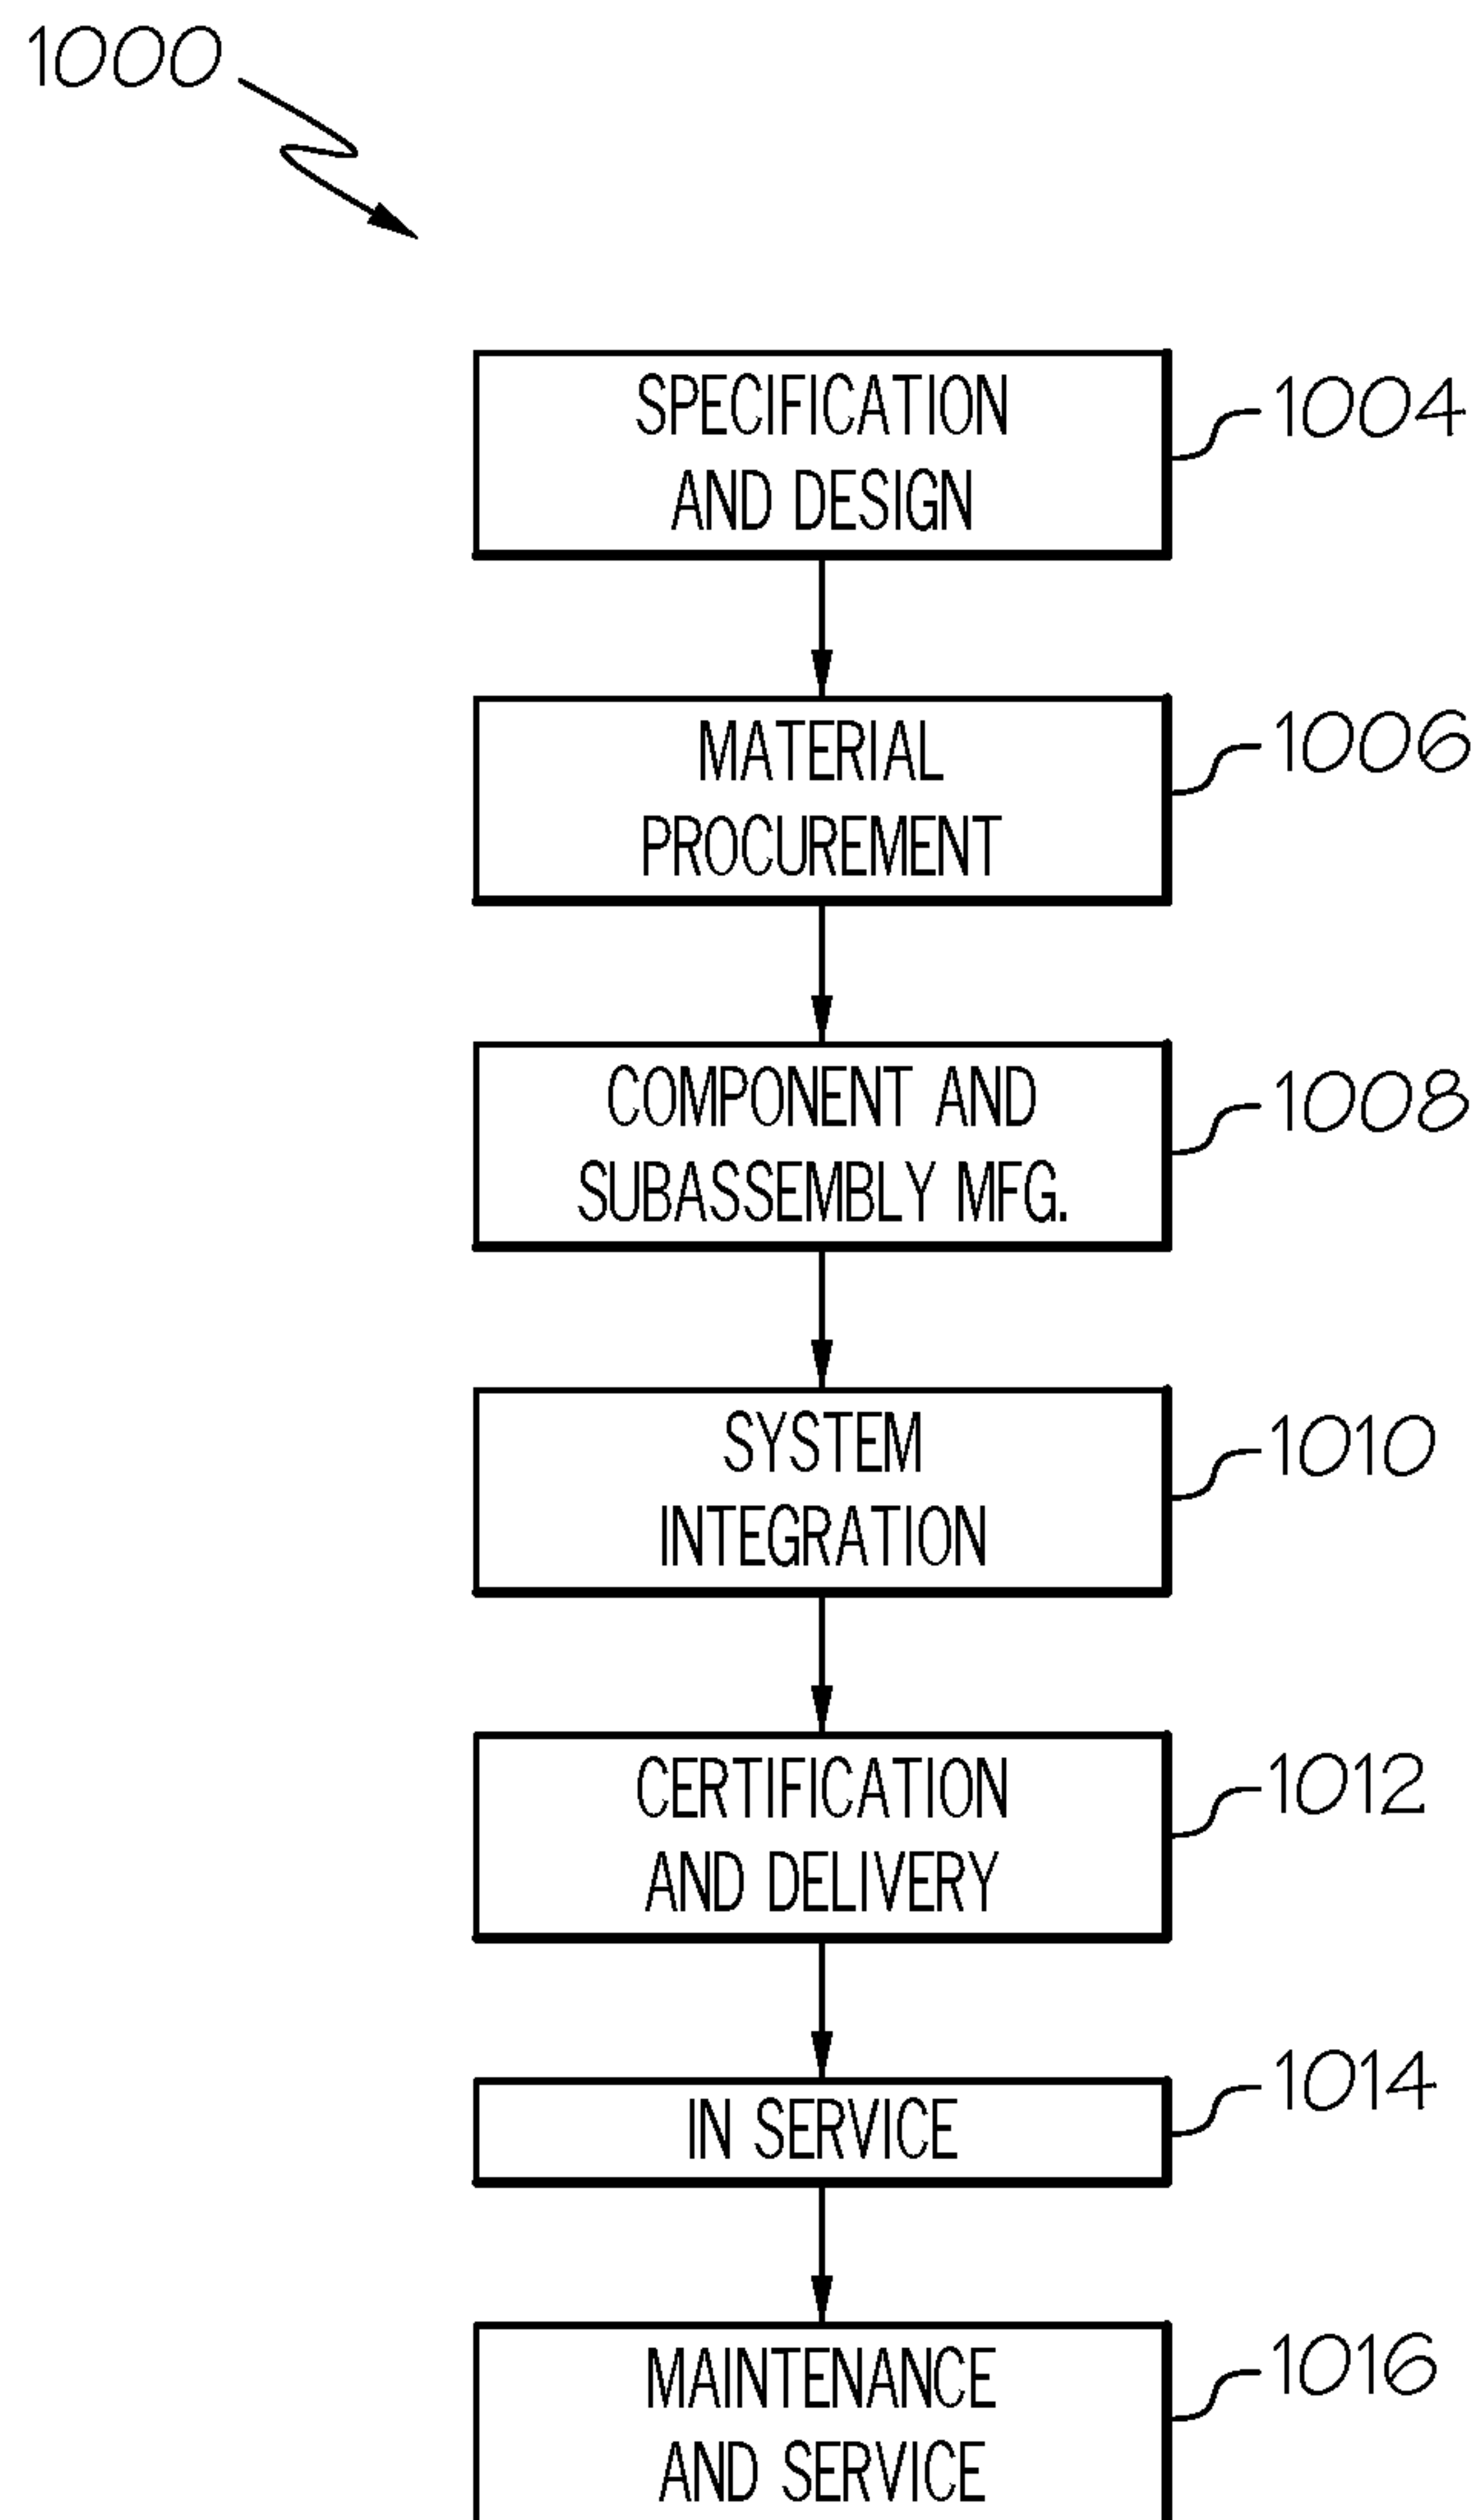 1000
SPECIFICATION
AND DESIGN
1004
MATERIAL
PROCUREMENT
1006
COMPONENT AND
SUBASSEMBLY MFG.
1008
SYSTEM
INTEGRATION
1010
CERTIFICATION
AND DELIVERY
1012
IN SERVICE
1014
MAINTENANCE
AND SERVICE
1016